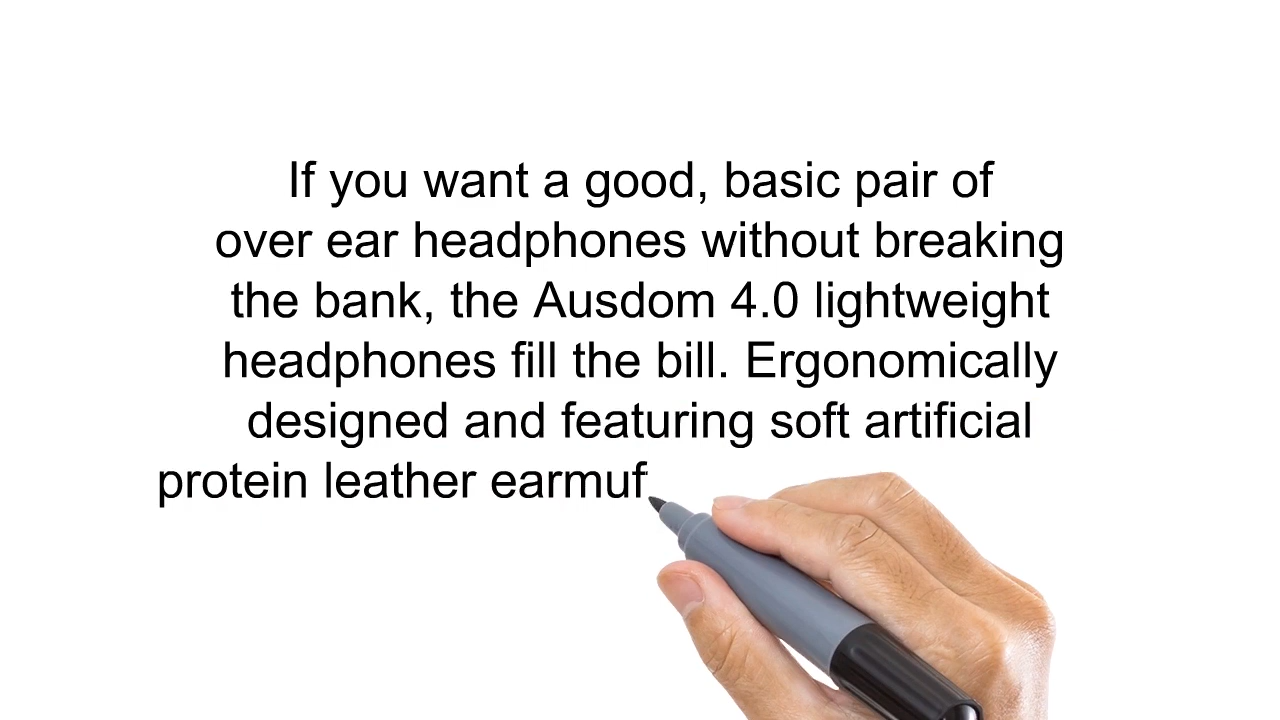 If you want a good, basic pair of
over ear headphones without breaking
the bank, the Ausdom 4.0 lightweight
headphones fill the bill. Ergonomically
designed and featuring soft artificial
protein leather earmuf